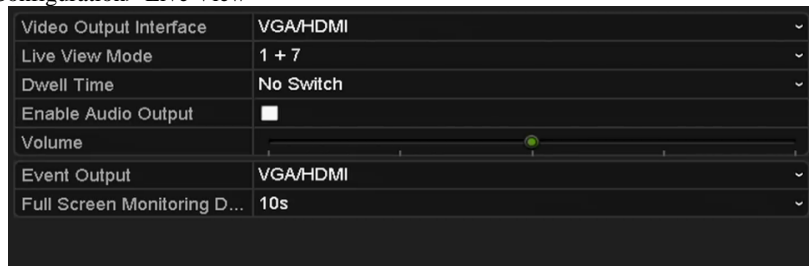 Video Output Interface VGA/HDMI
Live View Mode 1 + 7
Dwell Time No Switch
Enable Audio Output
Volume
Event Output VGA/HDMI
Full Screen Monitoring D... 10s